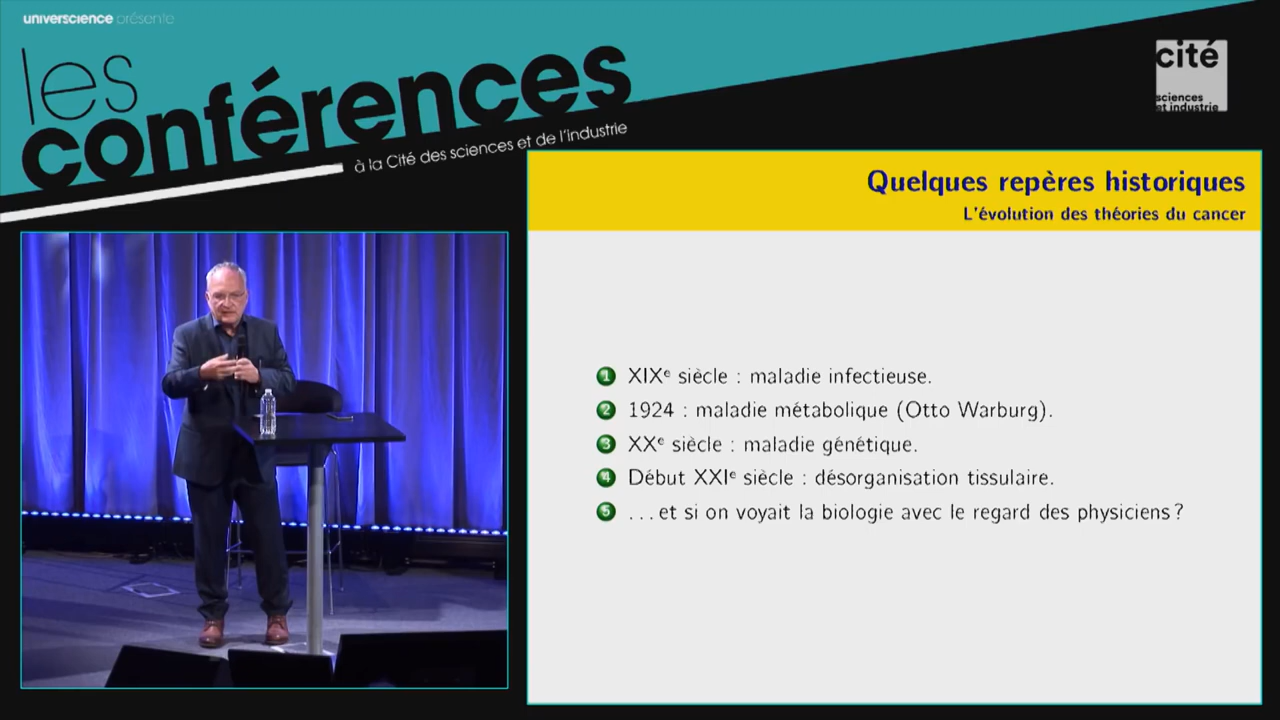 universcience présente
les
conférences
à la Cité des sciences et de l'industrie
cité
sciences
et industrie
Quelques repères historiques
L'évolution des théories du cancer
1 XIXe siècle : maladie infectieuse.
2 1924 : maladie métabolique (Otto Warburg).
3 XXe siècle : maladie génétique.
4 Début XXIe siècle : désorganisation tissulaire.
5 ...et si on voyait la biologie avec le regard des physiciens ?